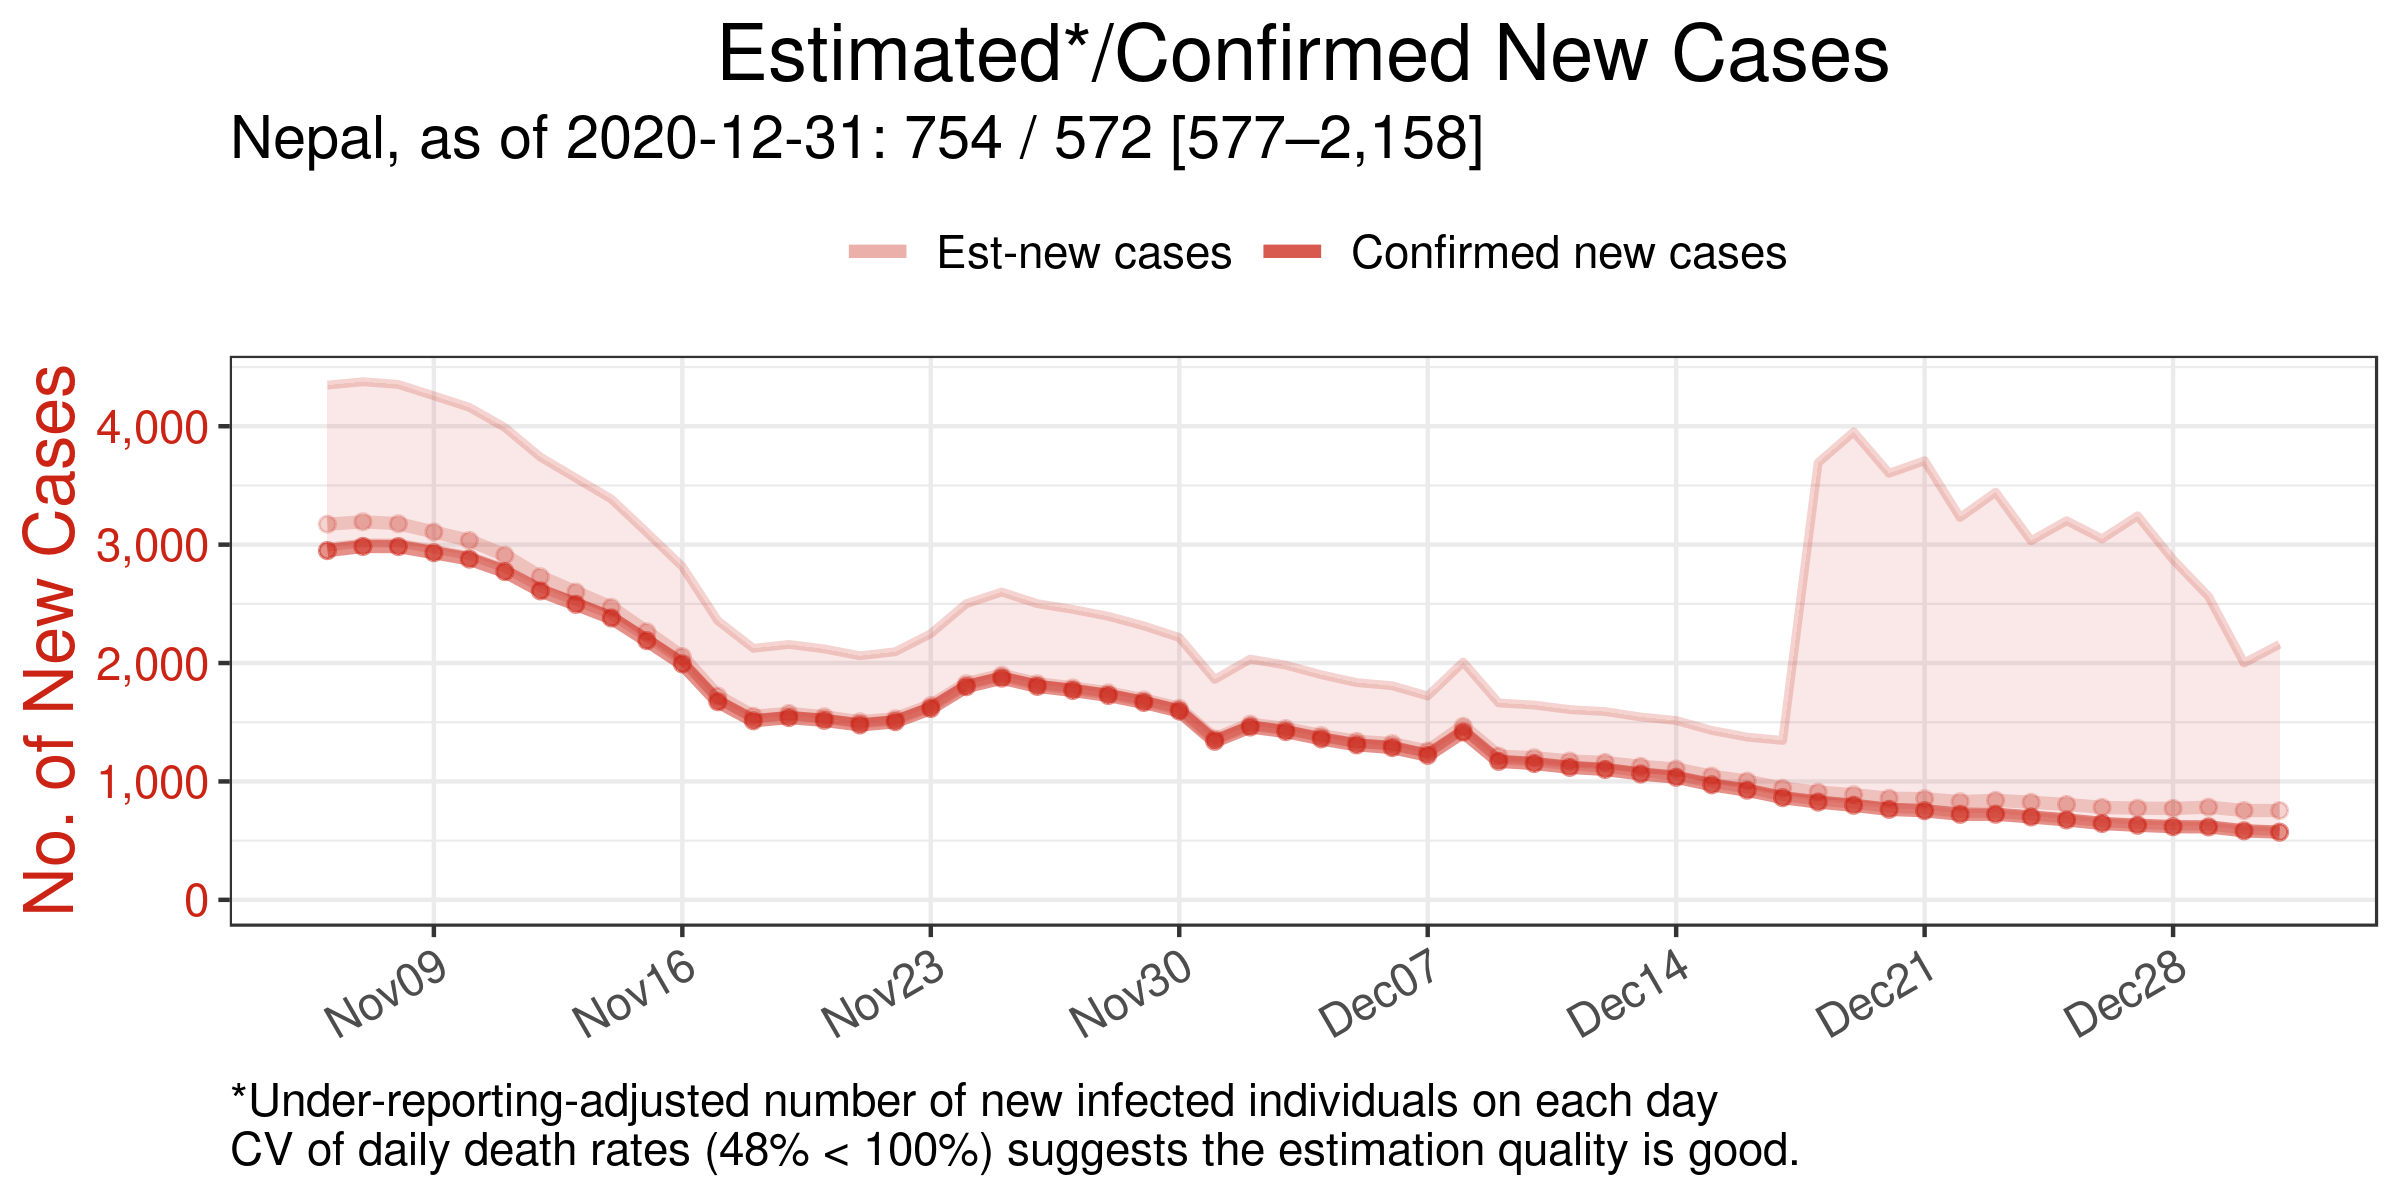 Estimated*/Confirmed New Cases
Nepal, as of 2020-12-31: 754 / 572 [577–2,158]
Est-new cases
Confirmed new cases
No. of New Cases
4,000
3,000
2,000
1,000
0
Nov09
Nov16
Nov23
Nov30
Dec07
Dec14
Dec21
Dec28
*Under-reporting-adjusted number of new infected individuals on each day
CV of daily death rates (48% < 100%) suggests the estimation quality is good.